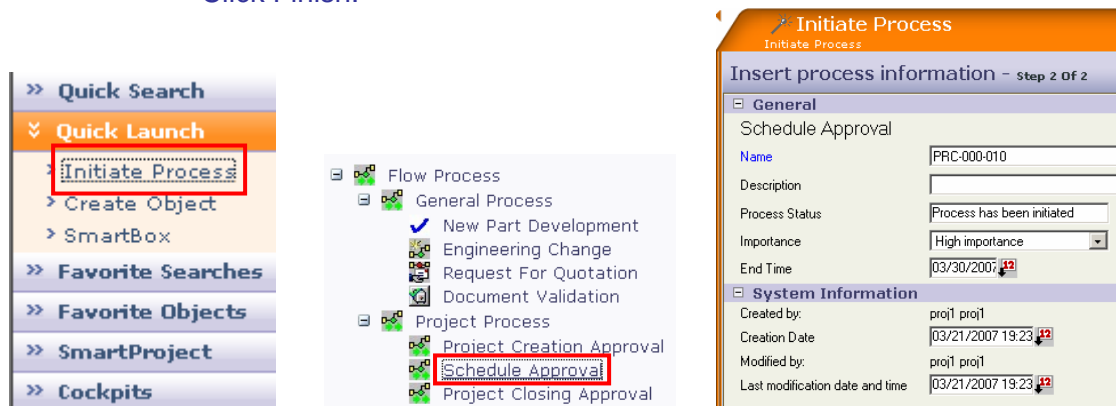 Click Finish.
Quick Search
Quick Launch
Initiate Process
Create Object
SmartBox
Favorite Searches
Favorite Objects
SmartProject
Cockpits
Flow Process
General Process
New Part Development
Engineering Change
Request For Quotation
Document Validation
Project Process
Project Creation Approval
Schedule Approval
Project Closing Approval
Initiate Process
Initiate Process
Insert process information - Step 2 Of 2
General
Schedule Approval
Name PRC-000-010
Description
Process Status Process has been initiated
Importance High importance
End Time 03/30/2007 12
System Information
Created by: proj1 proj1
Creation Date 03/21/2007 19:23 12
Modified by: proj1 proj1
Last modification date and time 03/21/2007 19:23 12